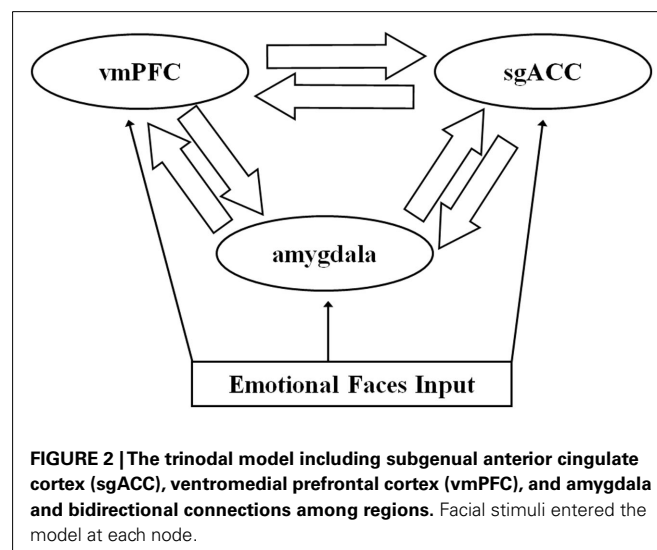 vmPFC
sgACC
amygdala
Emotional Faces Input
FIGURE 2 | The trinodal model including subgenual anterior cingulate
cortex (sgACC), ventromedial prefrontal cortex (vmPFC), and amygdala
and bidirectional connections among regions. Facial stimuli entered the
model at each node.